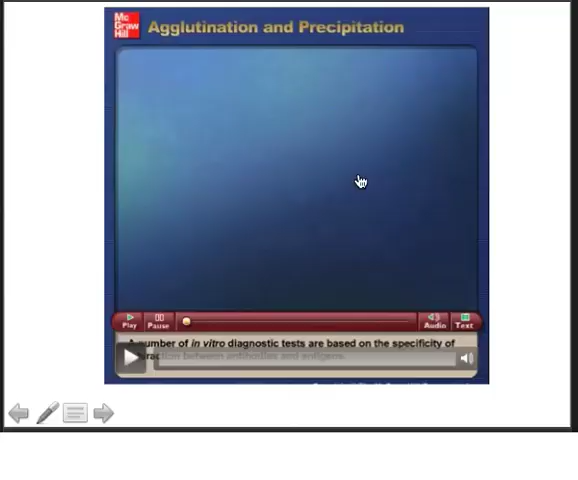 Mc
Graw
Hill
Agglutination and Precipitation
Play
Pause
Audio
Text
A number of in vitro diagnostic tests are based on the specificity of
interaction between antibodies and antigens.